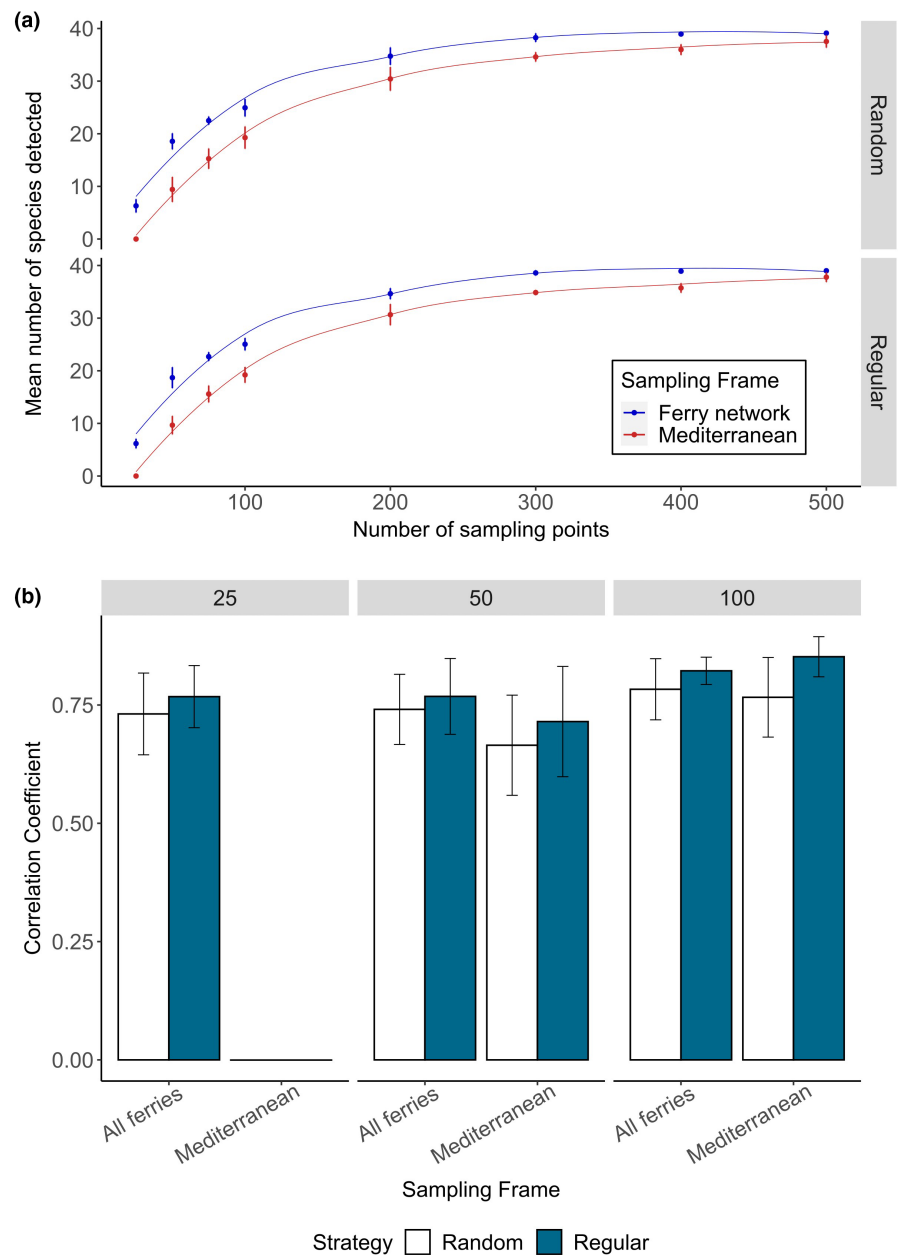 (a)
Mean number of species detected
40
30
20
10
0
Random
40
30
20
10
0
Regular
Sampling Frame
Ferry network
Mediterranean
100
200
300
400
500
Number of sampling points
(b)
25
50
100
Correlation Coefficient
0.75
0.50
0.25
0.00
All ferries
Mediterranean
All ferries
Mediterranean
All ferries
Mediterranean
Sampling Frame
Strategy Random Regular